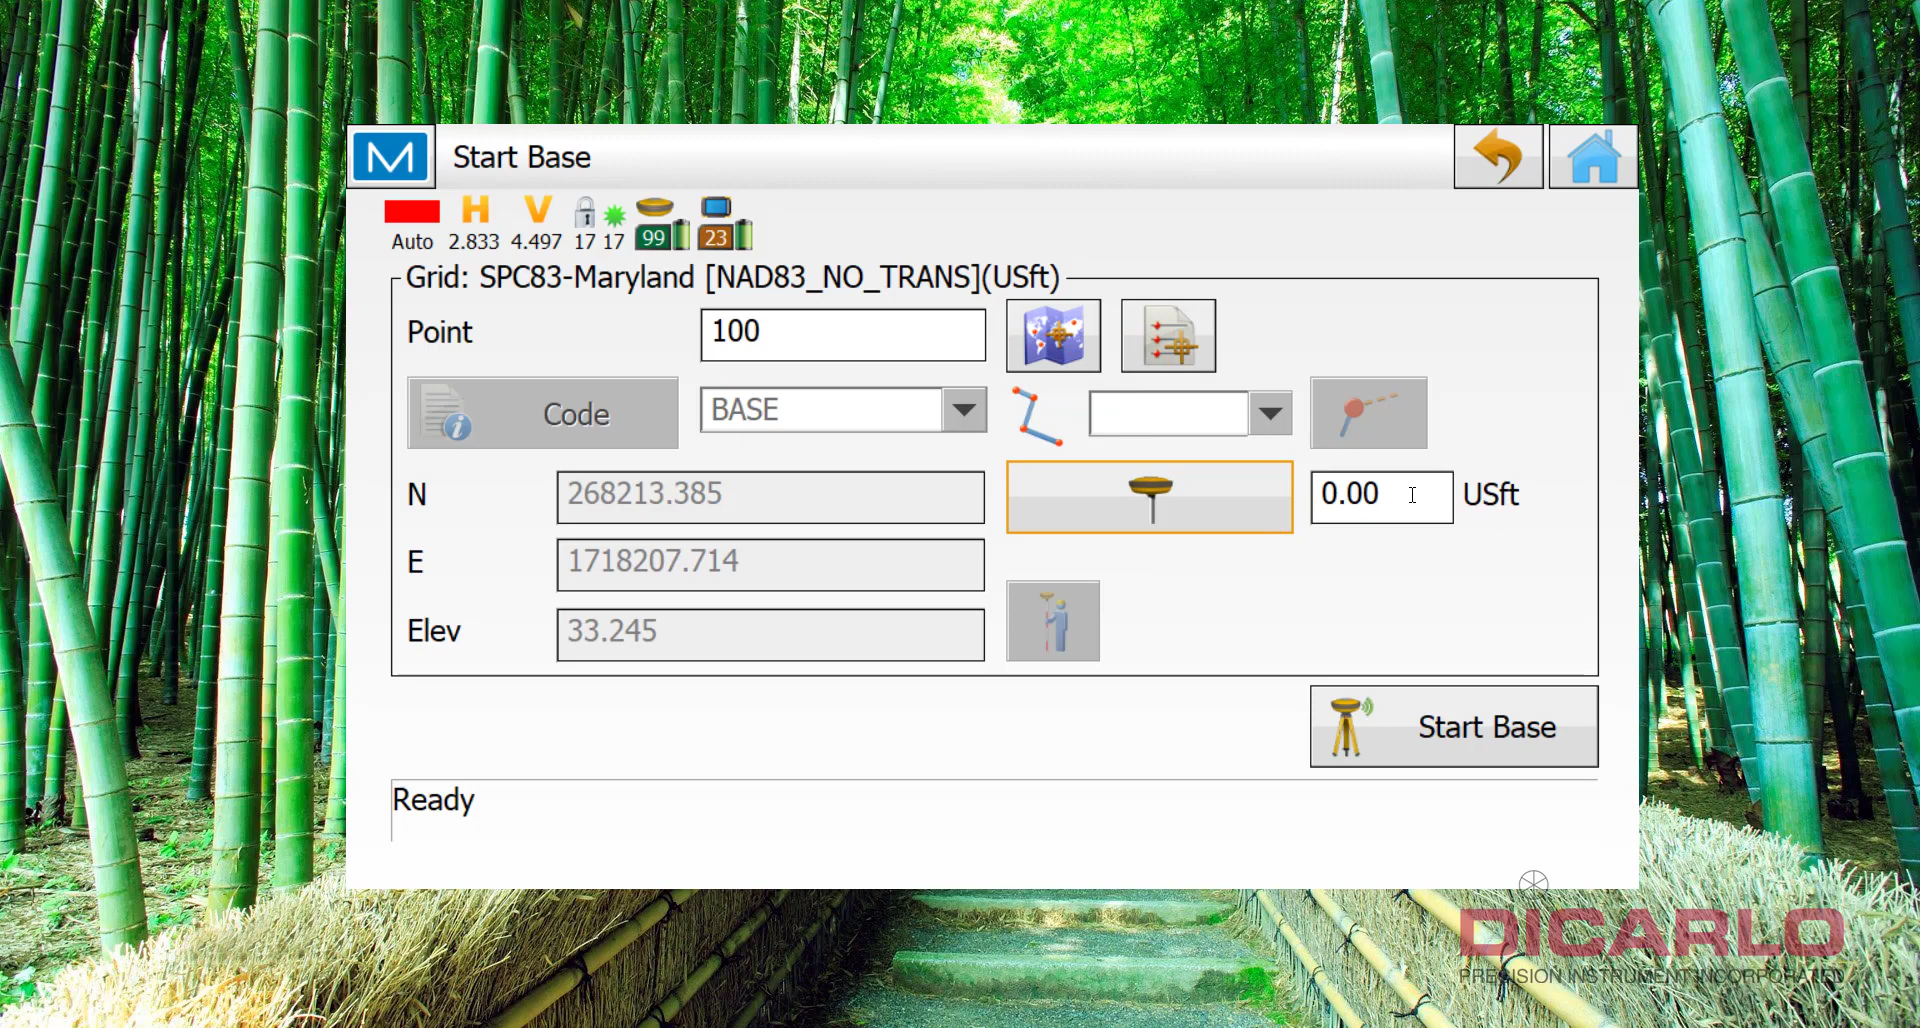 Start Base
H V
Auto 2.833 4.497 17 17 99 23
Grid: SPC83-Maryland [NAD83_NO_TRANS](USft)
Point 100
Code BASE
N 268213.385 0.00 USft
E 1718207.714
Elev 33.245
Start Base
Ready
DICARLO
PRECISION INSTRUMENT INCORPORATED